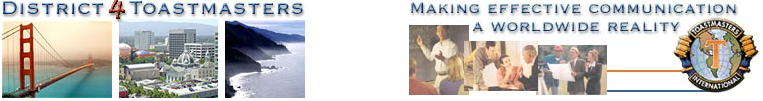 DISTRICT 4 TOASTMASTERS
MAKING EFFECTIVE COMMUNICATION
A WORLDWIDE REALITY
TOASTMASTERS
T
INTERNATIONAL